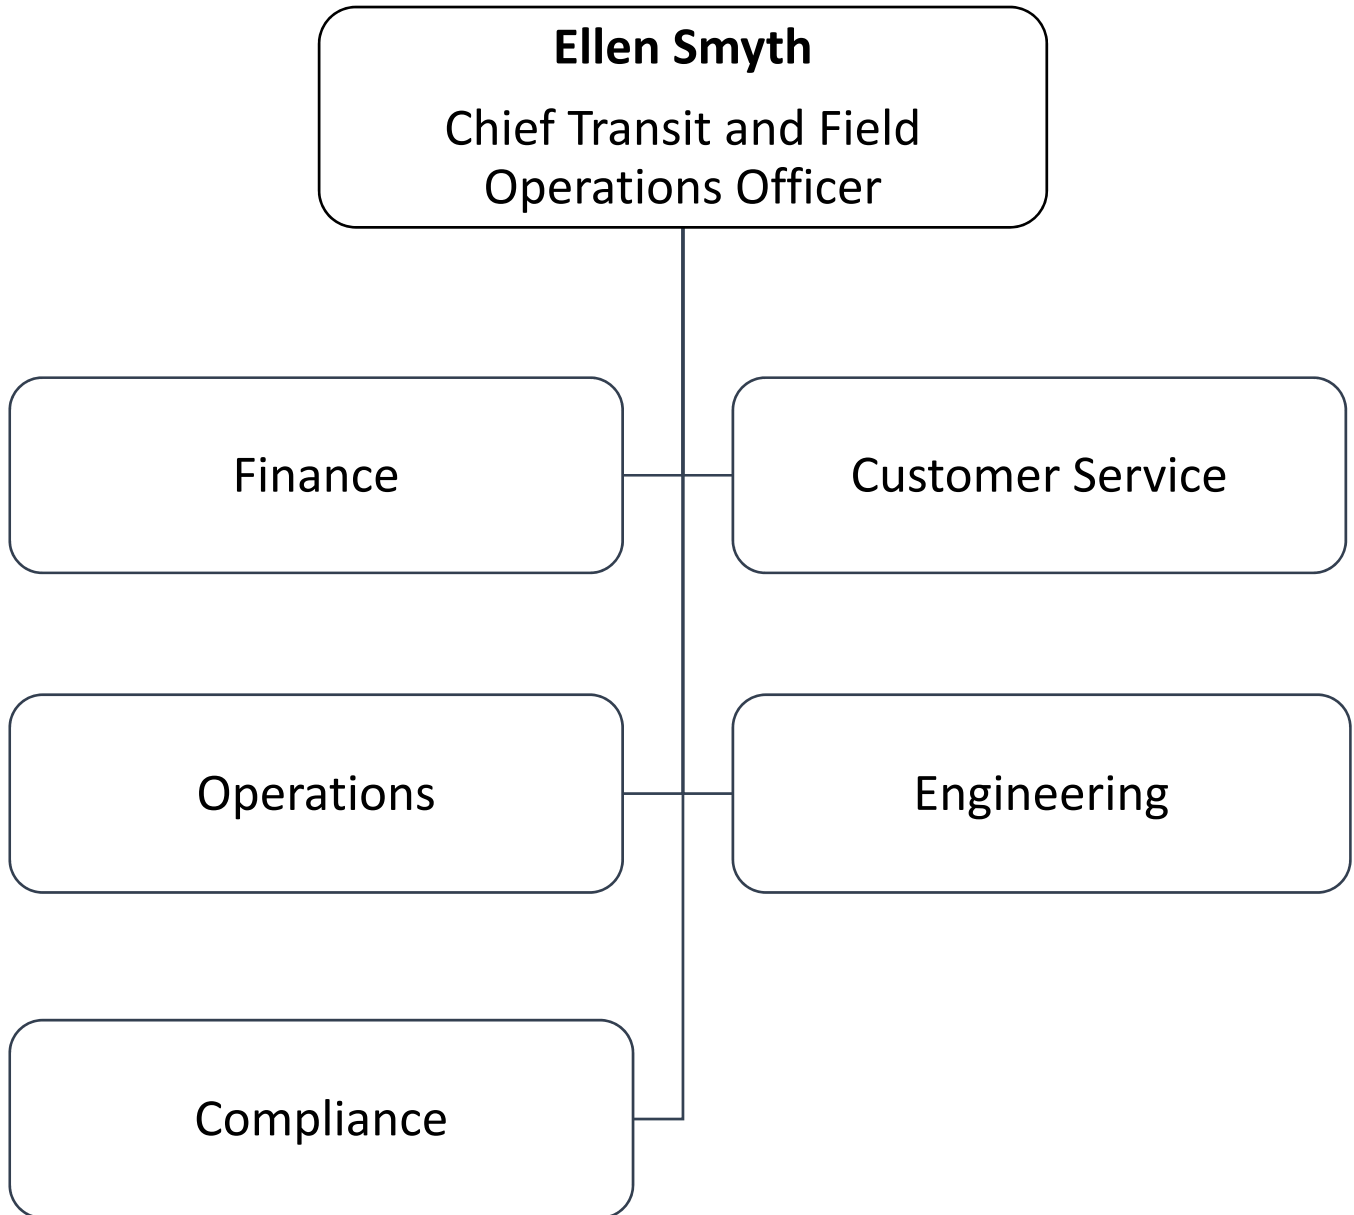 Ellen Smyth
Chief Transit and Field
Operations Officer
Finance
Customer Service
Operations
Engineering
Compliance